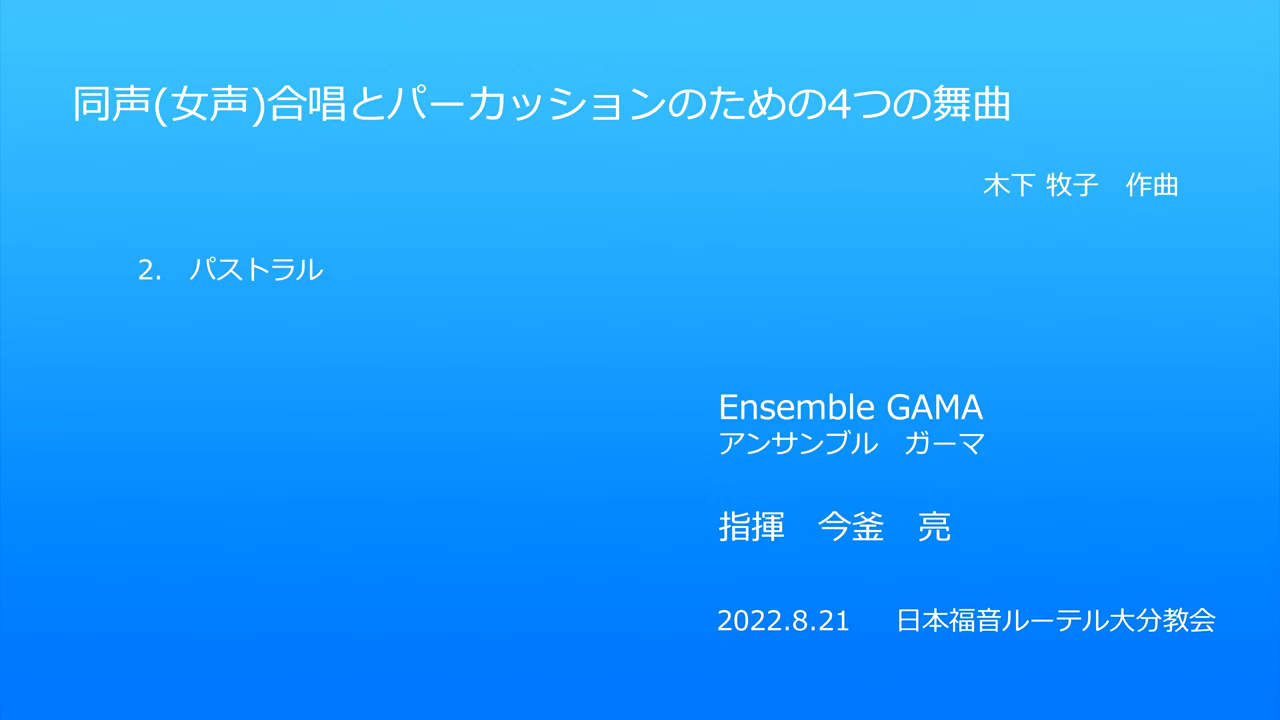 同声(女声)合唱とパーカッションのための4つの舞曲
木下 牧子　作曲
2.　パストラル
Ensemble GAMA
アンサンブル　ガーマ
指揮　今釜　亮
2022.8.21　日本福音ルーテル大分教会